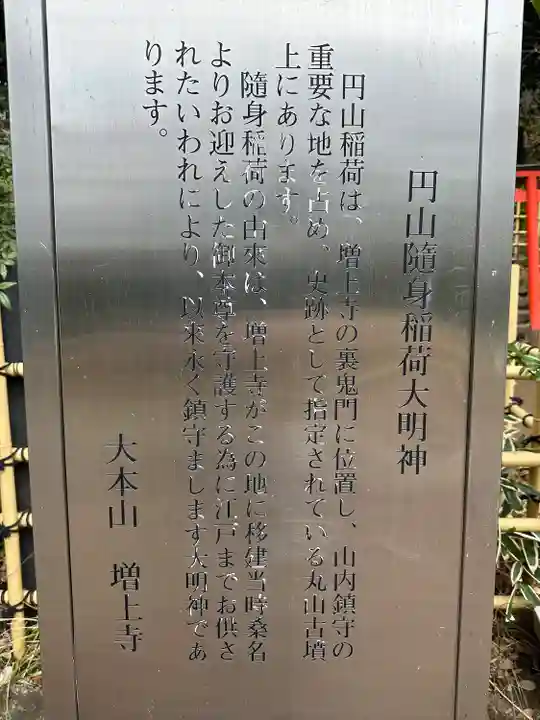 円山隨身稲荷大明神
円山稲荷は、増上寺の裏鬼門に位置し、山内鎮守の
重要な地を占め、史跡として指定されている丸山古墳
上にあります。
隨身稲荷の由来は、増上寺がこの地に移建当時桑名
よりお迎えした御本尊を守護する為に江戸までお供さ
れたいわれにより、以来永く鎮守まします大明神であ
ります。
大本山 増上寺